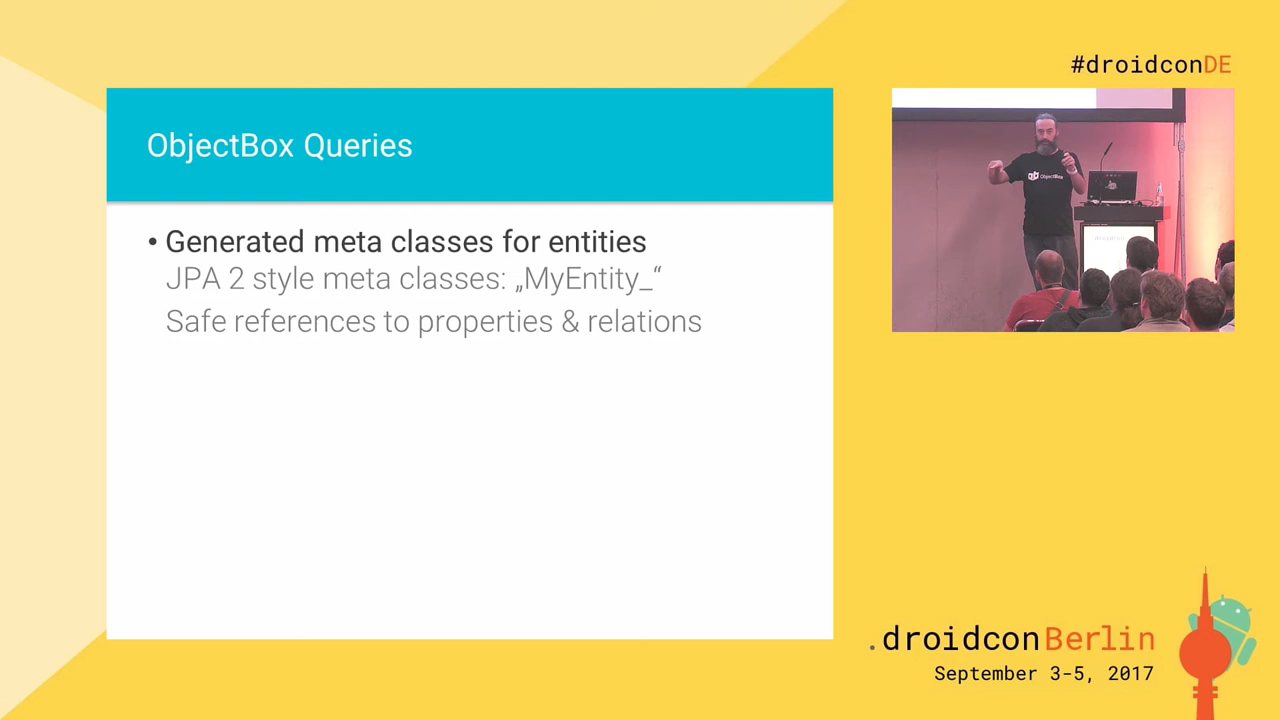 #droidconDE
ObjectBox Queries
• Generated meta classes for entities
JPA 2 style meta classes: „MyEntity_“
Safe references to properties & relations
ObjectBox
.droidconBerlin
September 3-5, 2017